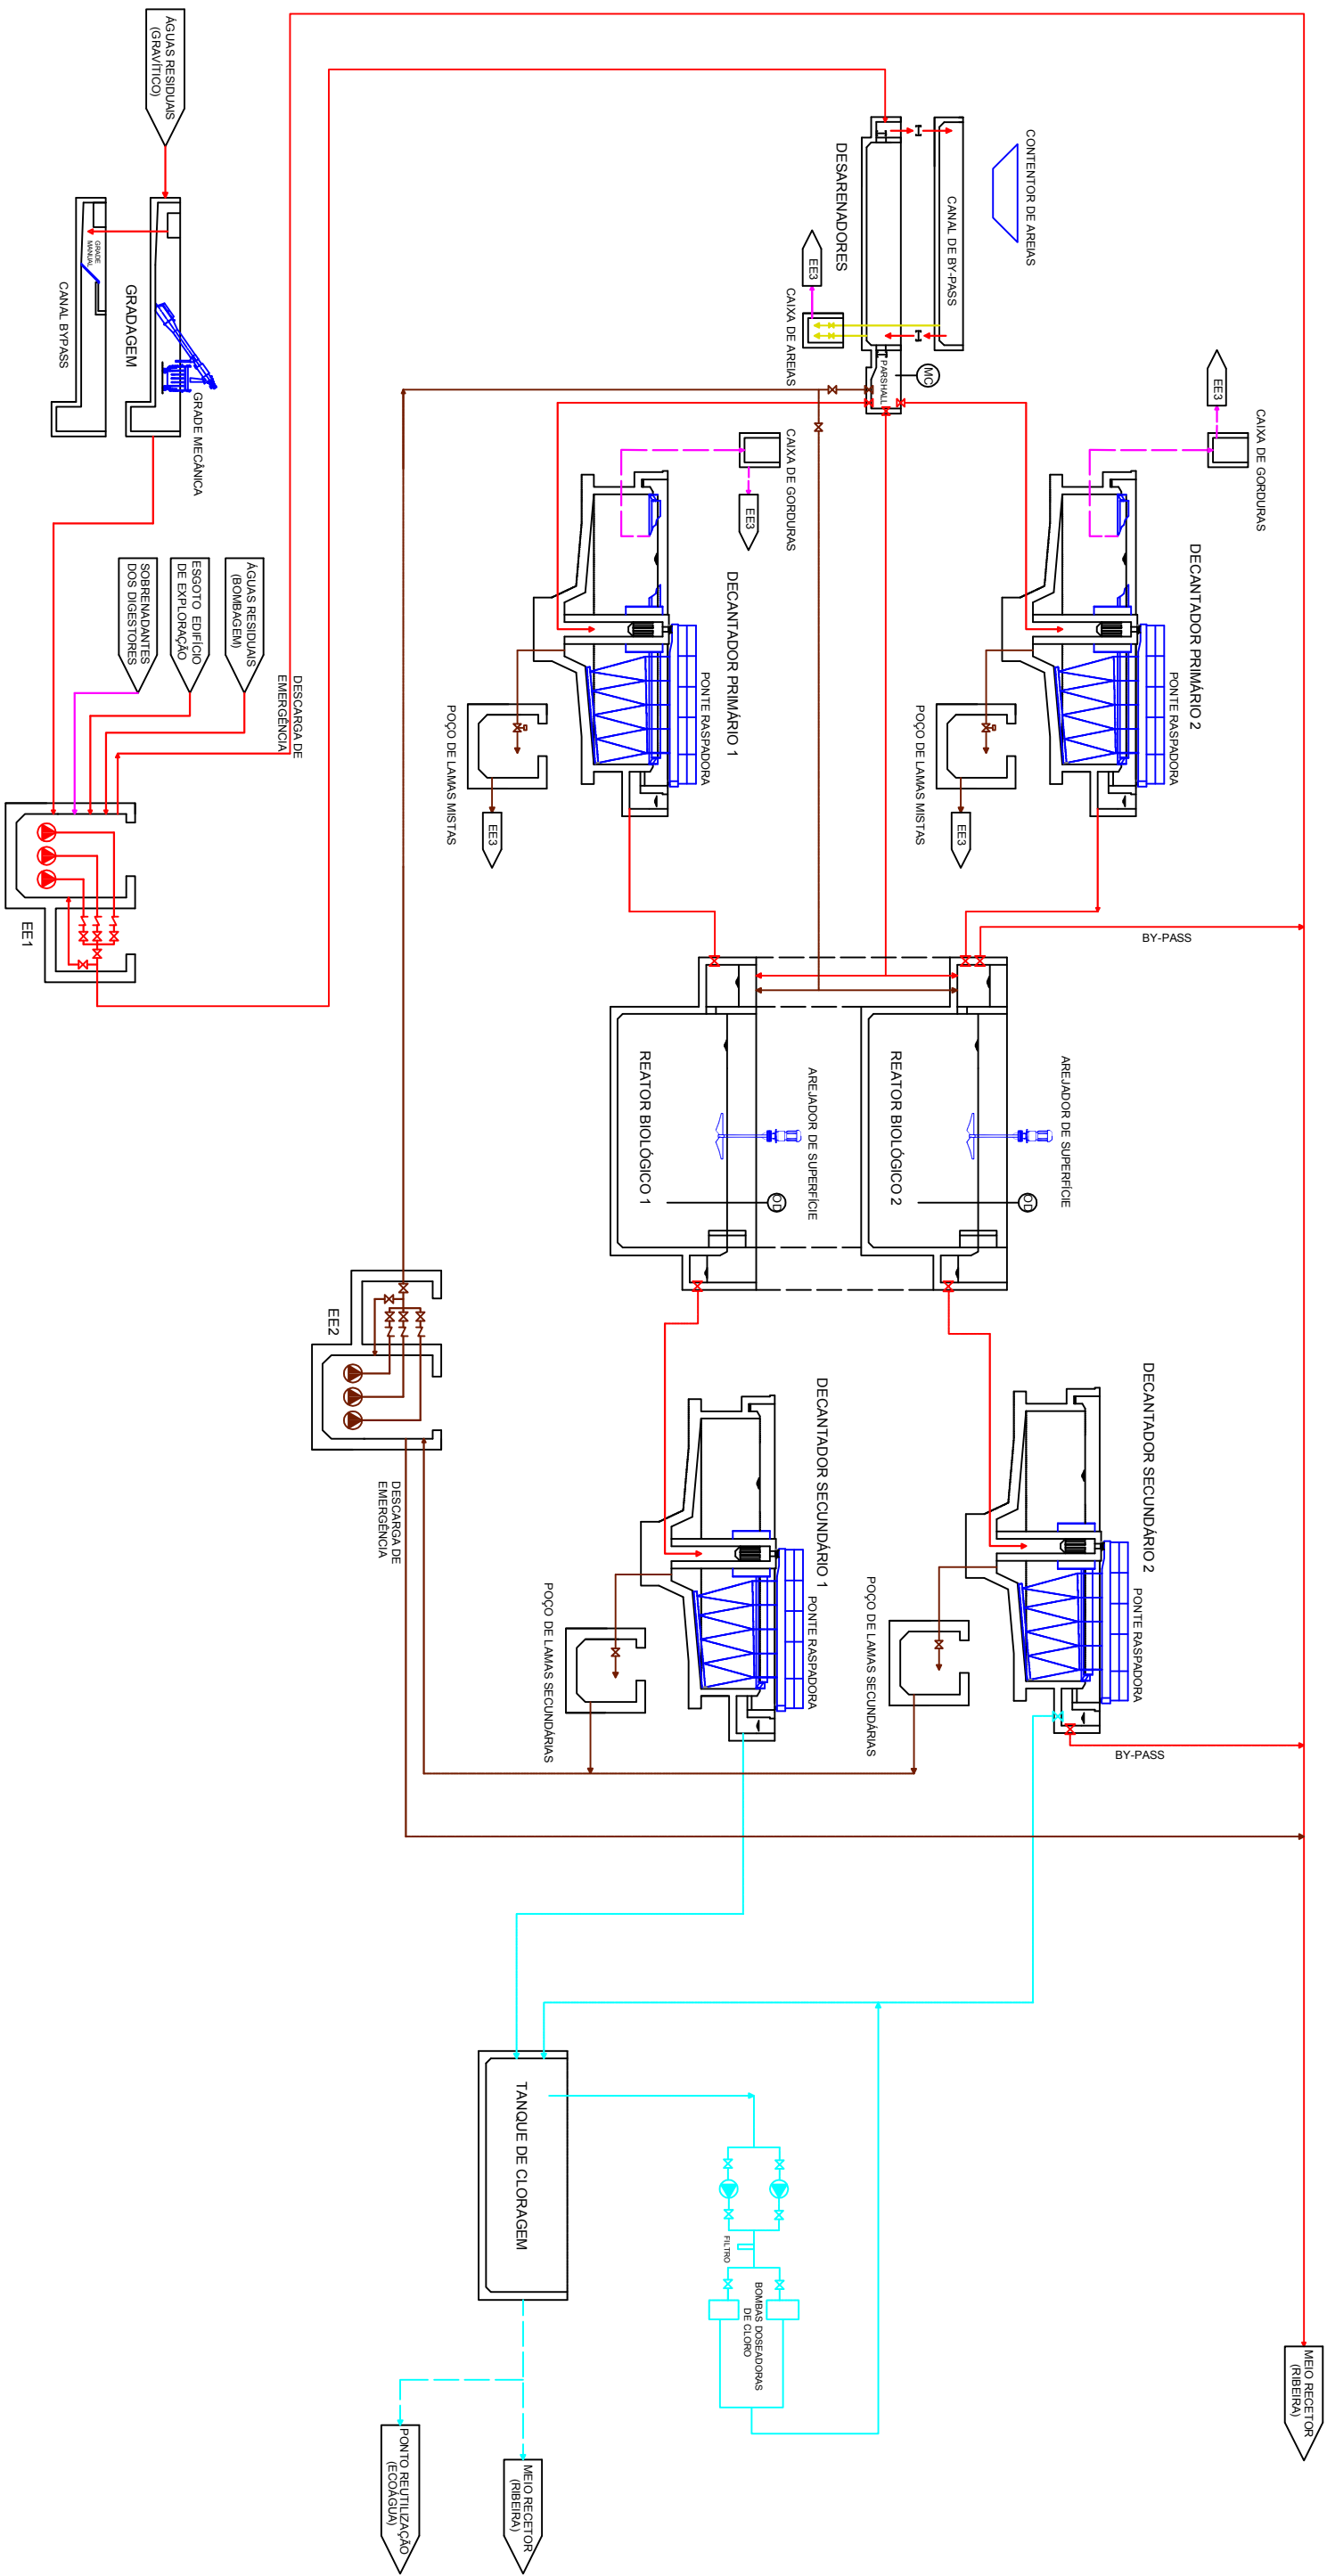 ÁGUAS RESIDUAIS
(GRAVÍTICO)
GRADE
MANUAL
CANAL BYPASS
GRADAGEM
GRADE MECÂNICA
ÁGUAS RESIDUAIS
(BOMBAGEM)
ESGOTO EDIFÍCIO
DE EXPLORAÇÃO
SOBRENADANTES
DOS DIGESTORES
DESCARGA DE
EMERGÊNCIA
EE1
CONTENTOR DE AREIAS
CANAL DE BY-PASS
DESARENADORES
EE3
CAIXA DE AREIAS
PARSHALL
MC
EE3
CAIXA DE GORDURAS
CAIXA DE GORDURAS
EE3
DECANTADOR PRIMÁRIO 2
PONTE RASPADORA
POÇO DE LAMAS MISTAS
EE3
DECANTADOR PRIMÁRIO 1
PONTE RASPADORA
POÇO DE LAMAS MISTAS
EE3
BY-PASS
AREJADOR DE SUPERFÍCIE
REATOR BIOLÓGICO 2
OD
AREJADOR DE SUPERFÍCIE
REATOR BIOLÓGICO 1
OD
EE2
DESCARGA DE
EMERGÊNCIA
DECANTADOR SECUNDÁRIO 2
PONTE RASPADORA
POÇO DE LAMAS SECUNDÁRIAS
BY-PASS
DECANTADOR SECUNDÁRIO 1
PONTE RASPADORA
POÇO DE LAMAS SECUNDÁRIAS
TANQUE DE CLORAGEM
FILTRO
BOMBAS DOSEADORAS
DE CLORO
MEIO RECETOR
(RIBEIRA)
MEIO RECETOR
(RIBEIRA)
PONTO REUTILIZAÇÃO
(ECOÁGUA)